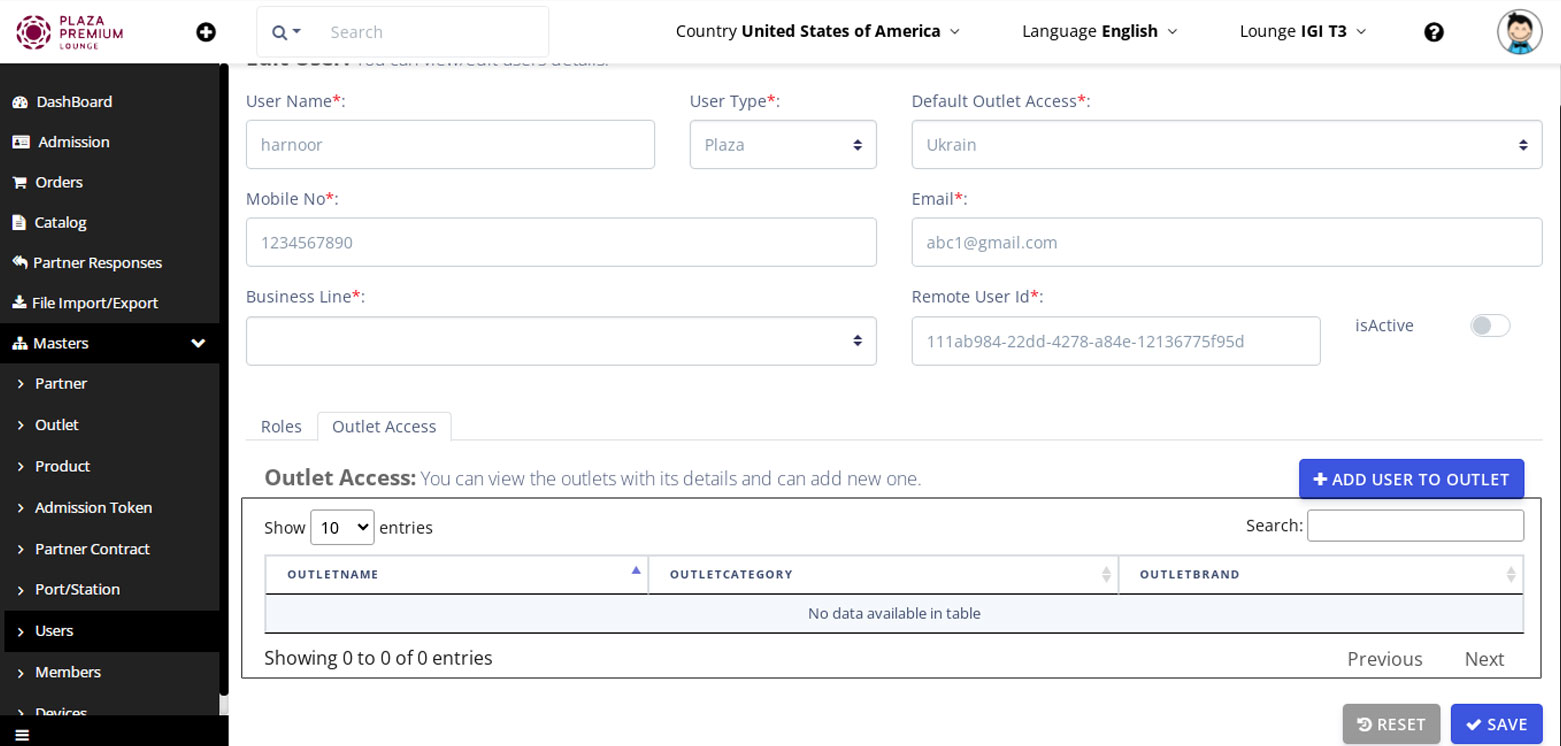 PLAZA
PREMIUM
LOUNGE
Search
Country United States of America
Language English
Lounge IGI T3
DashBoard
Admission
Orders
Catalog
Partner Responses
File Import/Export
Masters
Partner
Outlet
Product
Admission Token
Partner Contract
Port/Station
Users
Members
Devices
Edit User: You can view/edit users details.
User Name*:
User Type*:
Default Outlet Access*:
harnoor
Plaza
Ukrain
Mobile No*:
Email*:
1234567890
abc1@gmail.com
Business Line*:
Remote User Id*:
111ab984-22dd-4278-a84e-12136775f95d
isActive
Roles
Outlet Access
Outlet Access: You can view the outlets with its details and can add new one.
ADD USER TO OUTLET
Show 10 entries
Search:
OUTLETNAME
OUTLETCATEGORY
OUTLETBRAND
No data available in table
Showing 0 to 0 of 0 entries
Previous
Next
RESET
SAVE